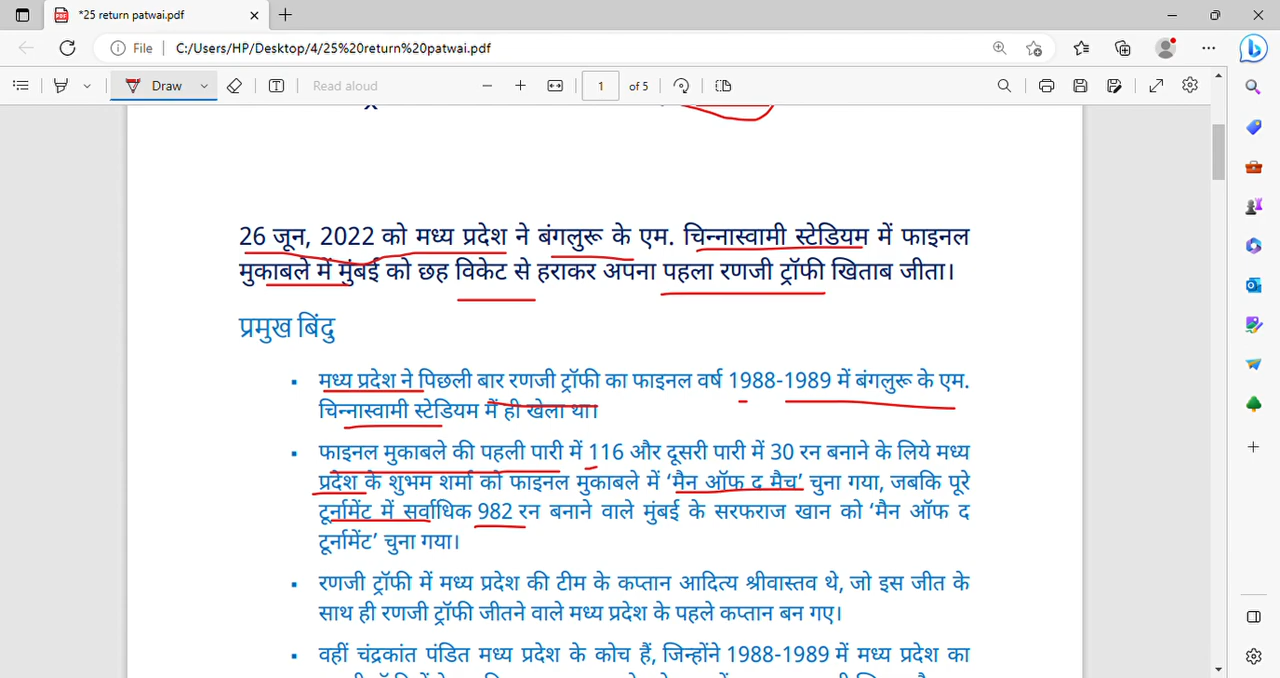 *25 return patwai.pdf
File
C:/Users/HP/Desktop/4/25%20return%20patwai.pdf
Draw
Read aloud
1
of 5
26 जून, 2022 को मध्य प्रदेश ने बंगलुरू के एम. चिन्नास्वामी स्टेडियम में फाइनल
मुकाबले में मुंबई को छह विकेट से हराकर अपना पहला रणजी ट्रॉफी खिताब जीता।
प्रमुख बिंदु
▪ मध्य प्रदेश ने पिछली बार रणजी ट्रॉफी का फाइनल वर्ष 1988-1989 में बंगलुरू के एम.
चिन्नास्वामी स्टेडियम में ही खेला था।
▪ फाइनल मुकाबले की पहली पारी में 116 और दूसरी पारी में 30 रन बनाने के लिये मध्य
प्रदेश के शुभम शर्मा को फाइनल मुकाबले में ‘मैन ऑफ द मैच’ चुना गया, जबकि पूरे
टूर्नामेंट में सर्वाधिक 982 रन बनाने वाले मुंबई के सरफराज खान को ‘मैन ऑफ द
टूर्नामेंट’ चुना गया।
▪ रणजी ट्रॉफी में मध्य प्रदेश की टीम के कप्तान आदित्य श्रीवास्तव थे, जो इस जीत के
साथ ही रणजी ट्रॉफी जीतने वाले मध्य प्रदेश के पहले कप्तान बन गए।
▪ वहीं चंद्रकांत पंडित मध्य प्रदेश के कोच हैं, जिन्होंने 1988-1989 में मध्य प्रदेश का